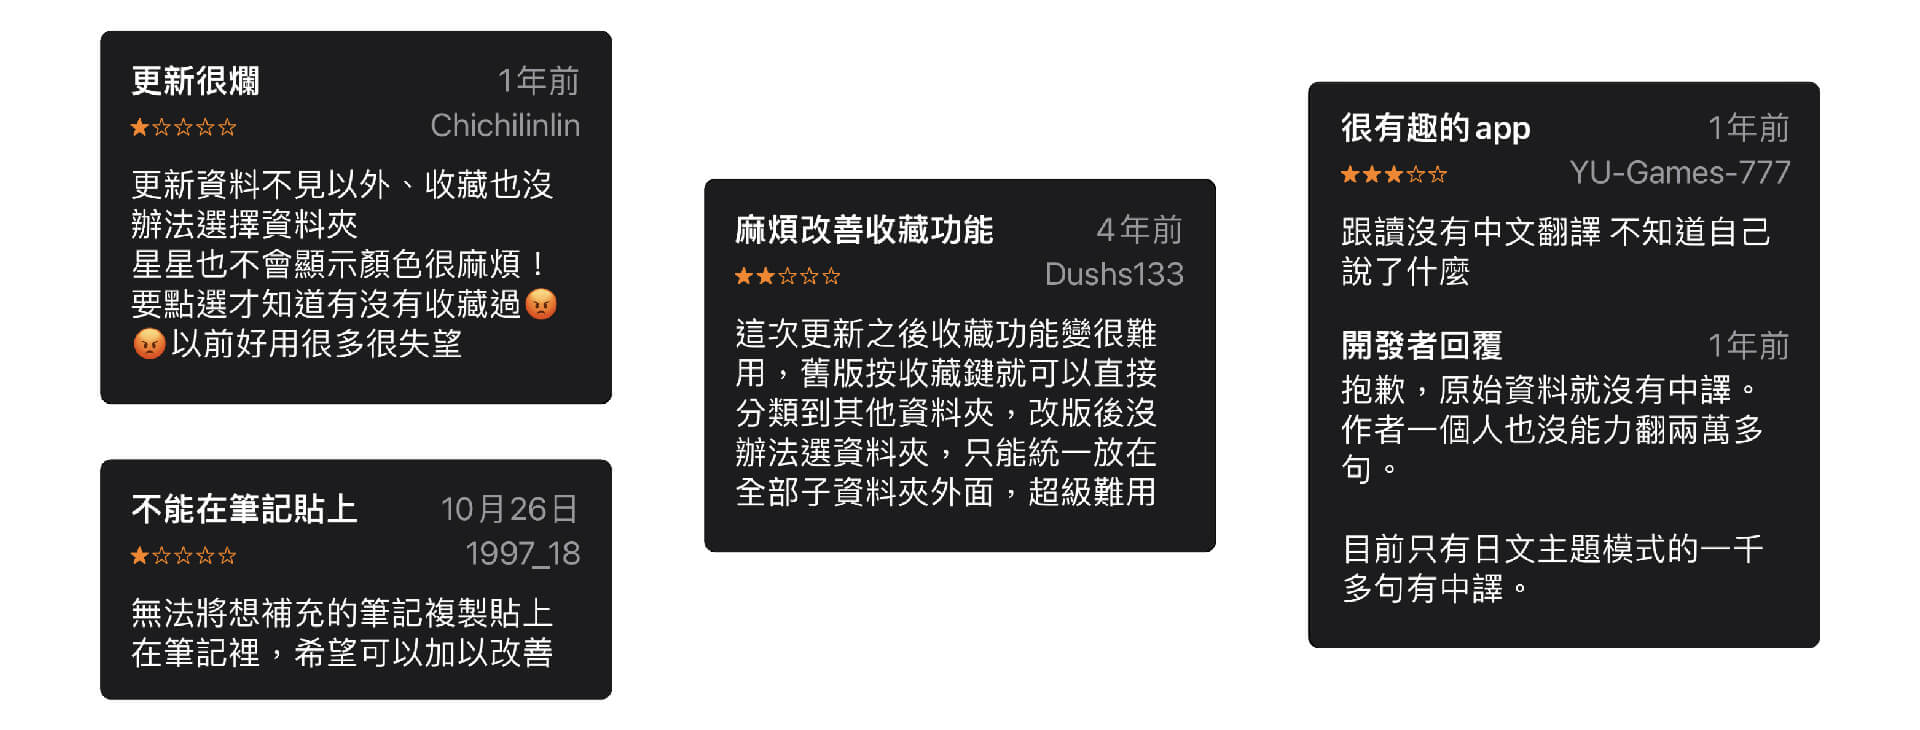 更新很爛 1年前
★☆☆☆☆ Chichilinlin
更新資料不見以外、收藏也沒
辦法選擇資料夾
星星也不會顯示顏色很麻煩！
要點選才知道有沒有收藏過😡
😡以前好用很多很失望
不能在筆記貼上 10月26日
★☆☆☆☆ 1997_18
無法將想補充的筆記複製貼上
在筆記裡，希望可以加以改善
麻煩改善收藏功能 4年前
★★☆☆☆ Dushs133
這次更新之後收藏功能變很難
用，舊版按收藏鍵就可以直接
分類到其他資料夾，改版後沒
辦法選資料夾，只能統一放在
全部子資料夾外面，超級難用
很有趣的app 1年前
★★★☆☆ YU-Games-777
跟讀沒有中文翻譯 不知道自己
說了什麼
開發者回覆 1年前
抱歉，原始資料就沒有中譯。
作者一個人也沒能力翻兩萬多
句。
目前只有日文主題模式的一千
多句有中譯。